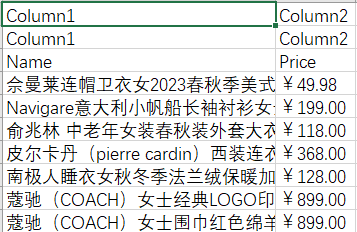 Column1 Column2
Column1 Column2
Name Price
奈曼莱连帽卫衣女2023春秋季美式 ¥49.98
Navigare意大利小帆船长袖衬衫女 ¥199.00
俞兆林 中老年女装春秋装外套大衣 ¥118.00
皮尔卡丹（pierre cardin）西装连衣 ¥368.00
南极人睡衣女秋冬季法兰绒保暖加 ¥128.00
蔻驰（COACH）女士经典LOGO印 ¥899.00
蔻驰（COACH）女士围巾红色绵羊 ¥899.00